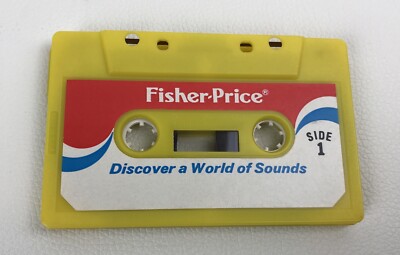 Fisher-Price®
SIDE
1
Discover a World of Sounds